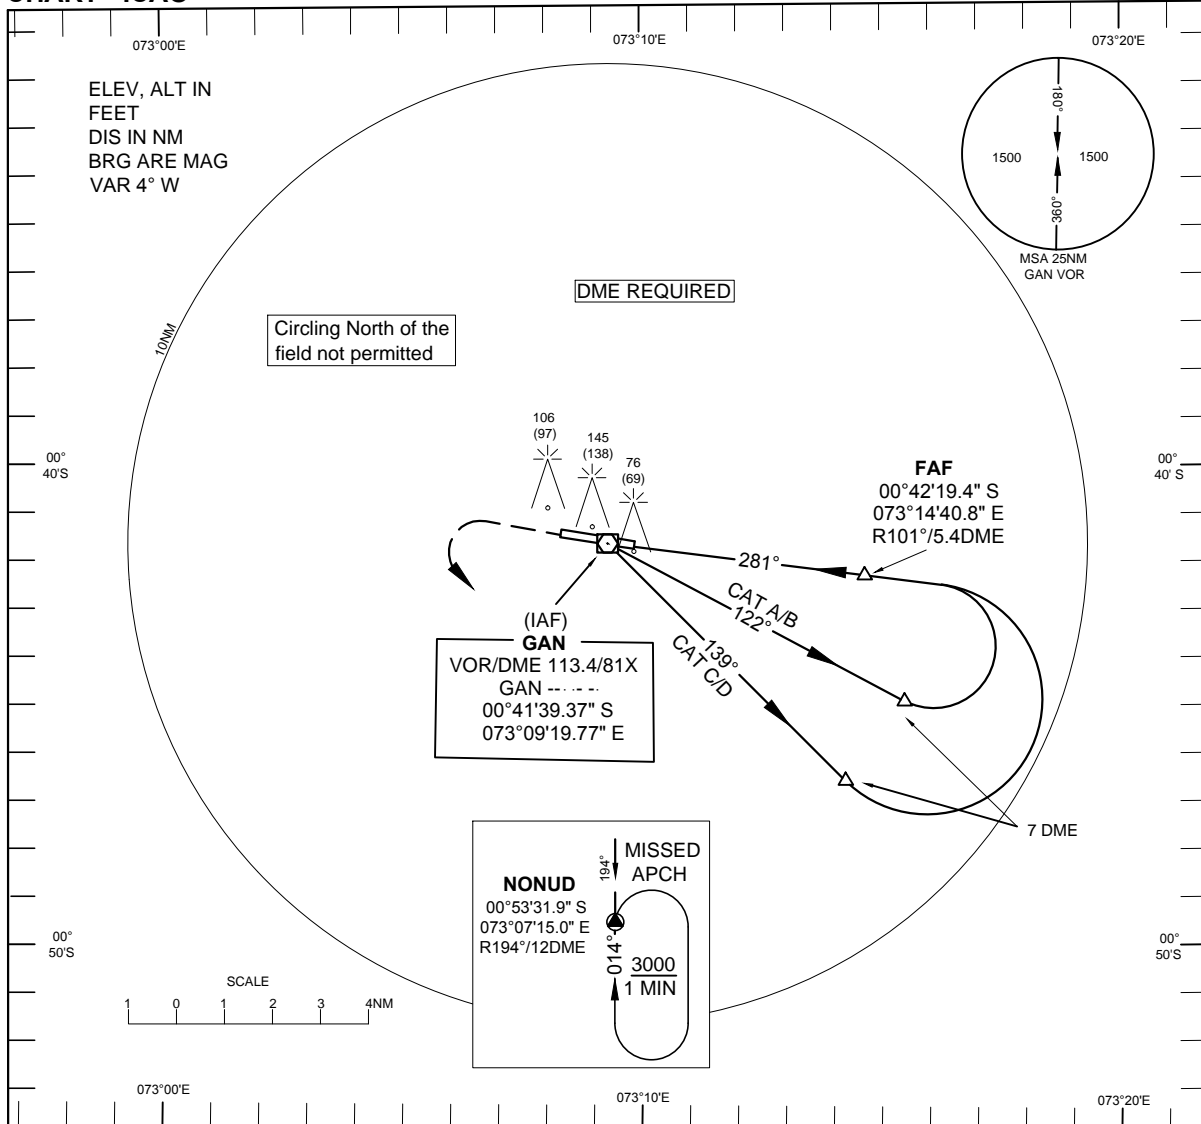 073°00'E
073°10'E
073°20'E
ELEV, ALT IN
FEET
DIS IN NM
BRG ARE MAG
VAR 4° W
180°
1500
1500
360°
MSA 25NM
GAN VOR
DME REQUIRED
Circling North of the
field not permitted
10NM
106
(97)
145
(138)
76
(69)
00°
40'S
00°
40' S
FAF
00°42'19.4" S
073°14'40.8" E
R101°/5.4DME
281°
CAT A/B
122°
139°
CAT C/D
(IAF)
GAN
VOR/DME 113.4/81X
GAN --· ·- -·
00°41'39.37" S
073°09'19.77" E
7 DME
MISSED
APCH
194°
NONUD
00°53'31.9" S
073°07'15.0" E
R194°/12DME
014°
3000
1 MIN
00°
50'S
00°
50'S
SCALE
1 0 1 2 3 4NM
073°00'E
073°10'E
073°20'E